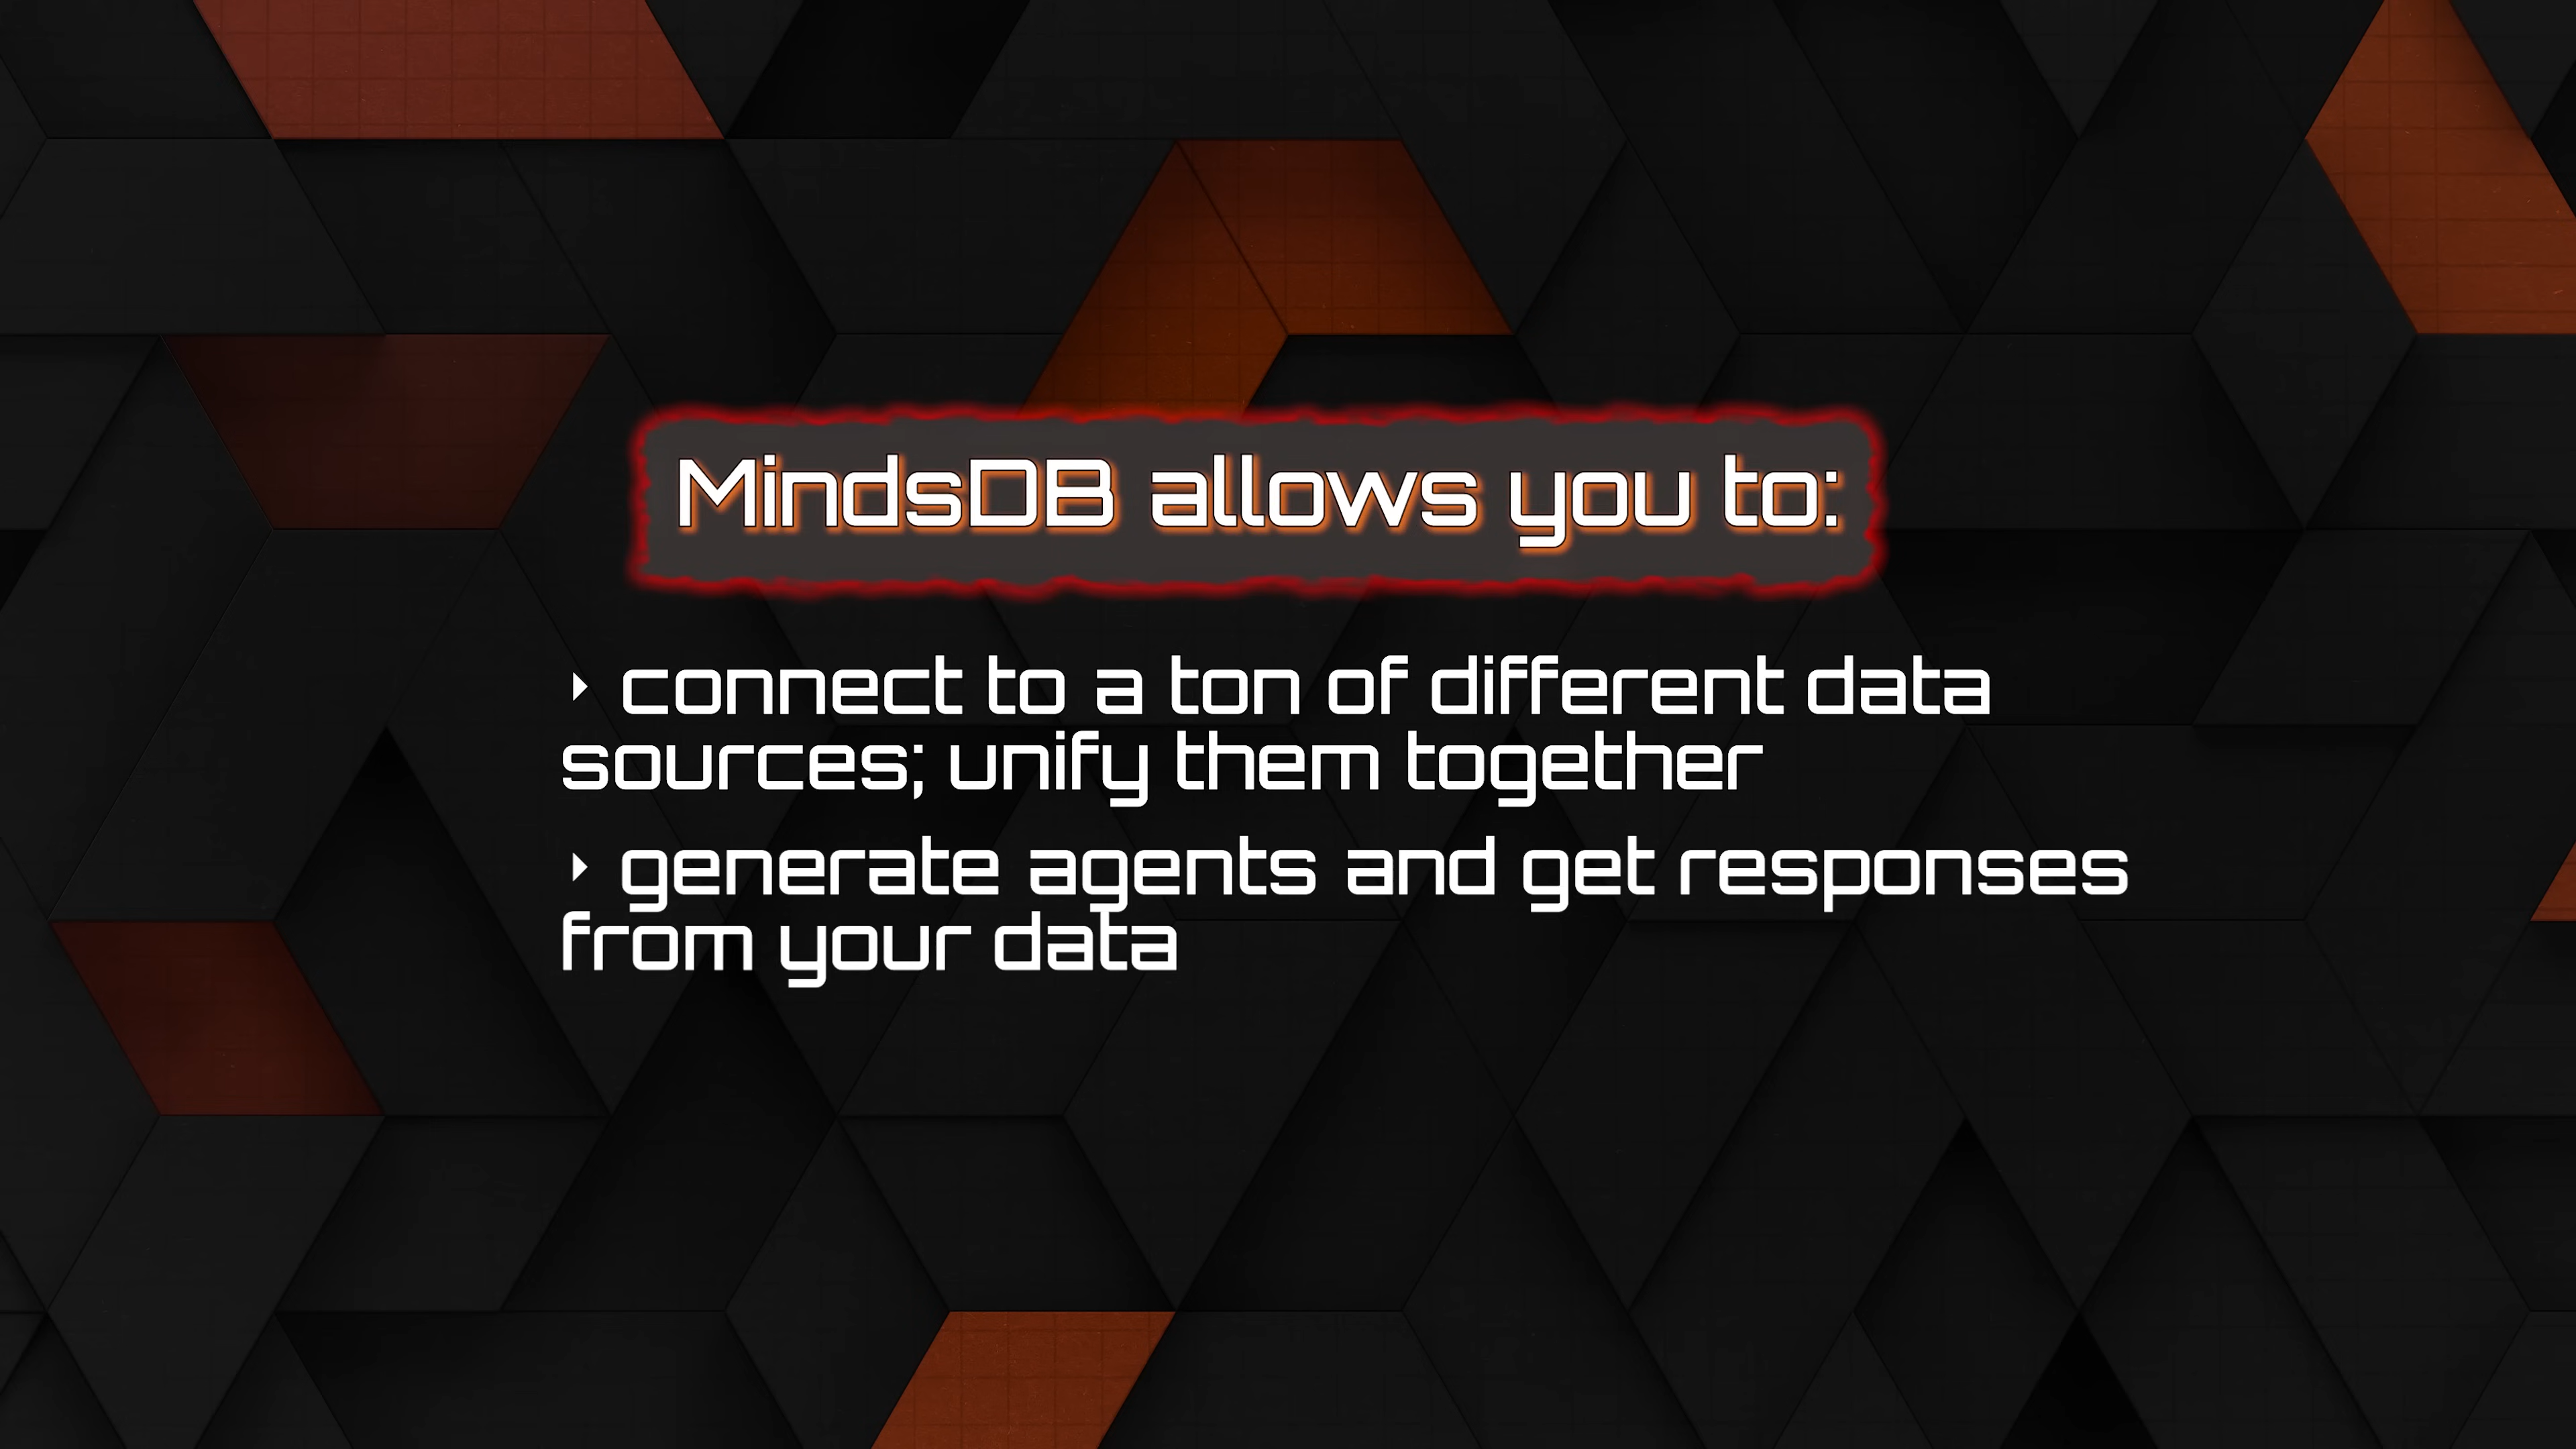 MindsDB allows you to:
‣ connect to a ton of different data
sources; unify them together
‣ generate agents and get responses
from your data